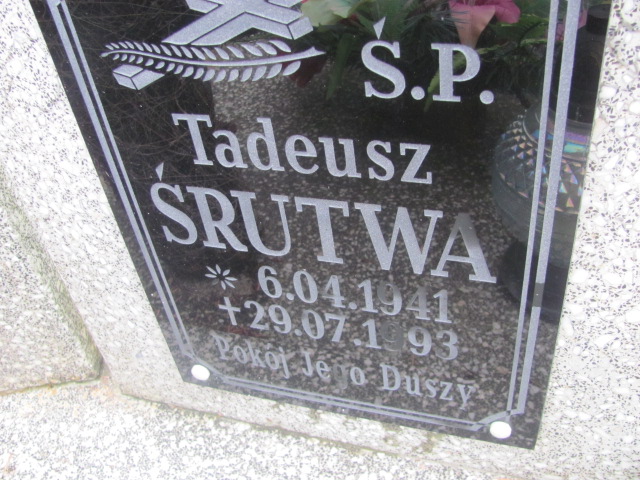 Ś.P.
Tadeusz
ŚRUTWA
* 6.04.1941
+29.07.1993
Pokój Jego Duszy